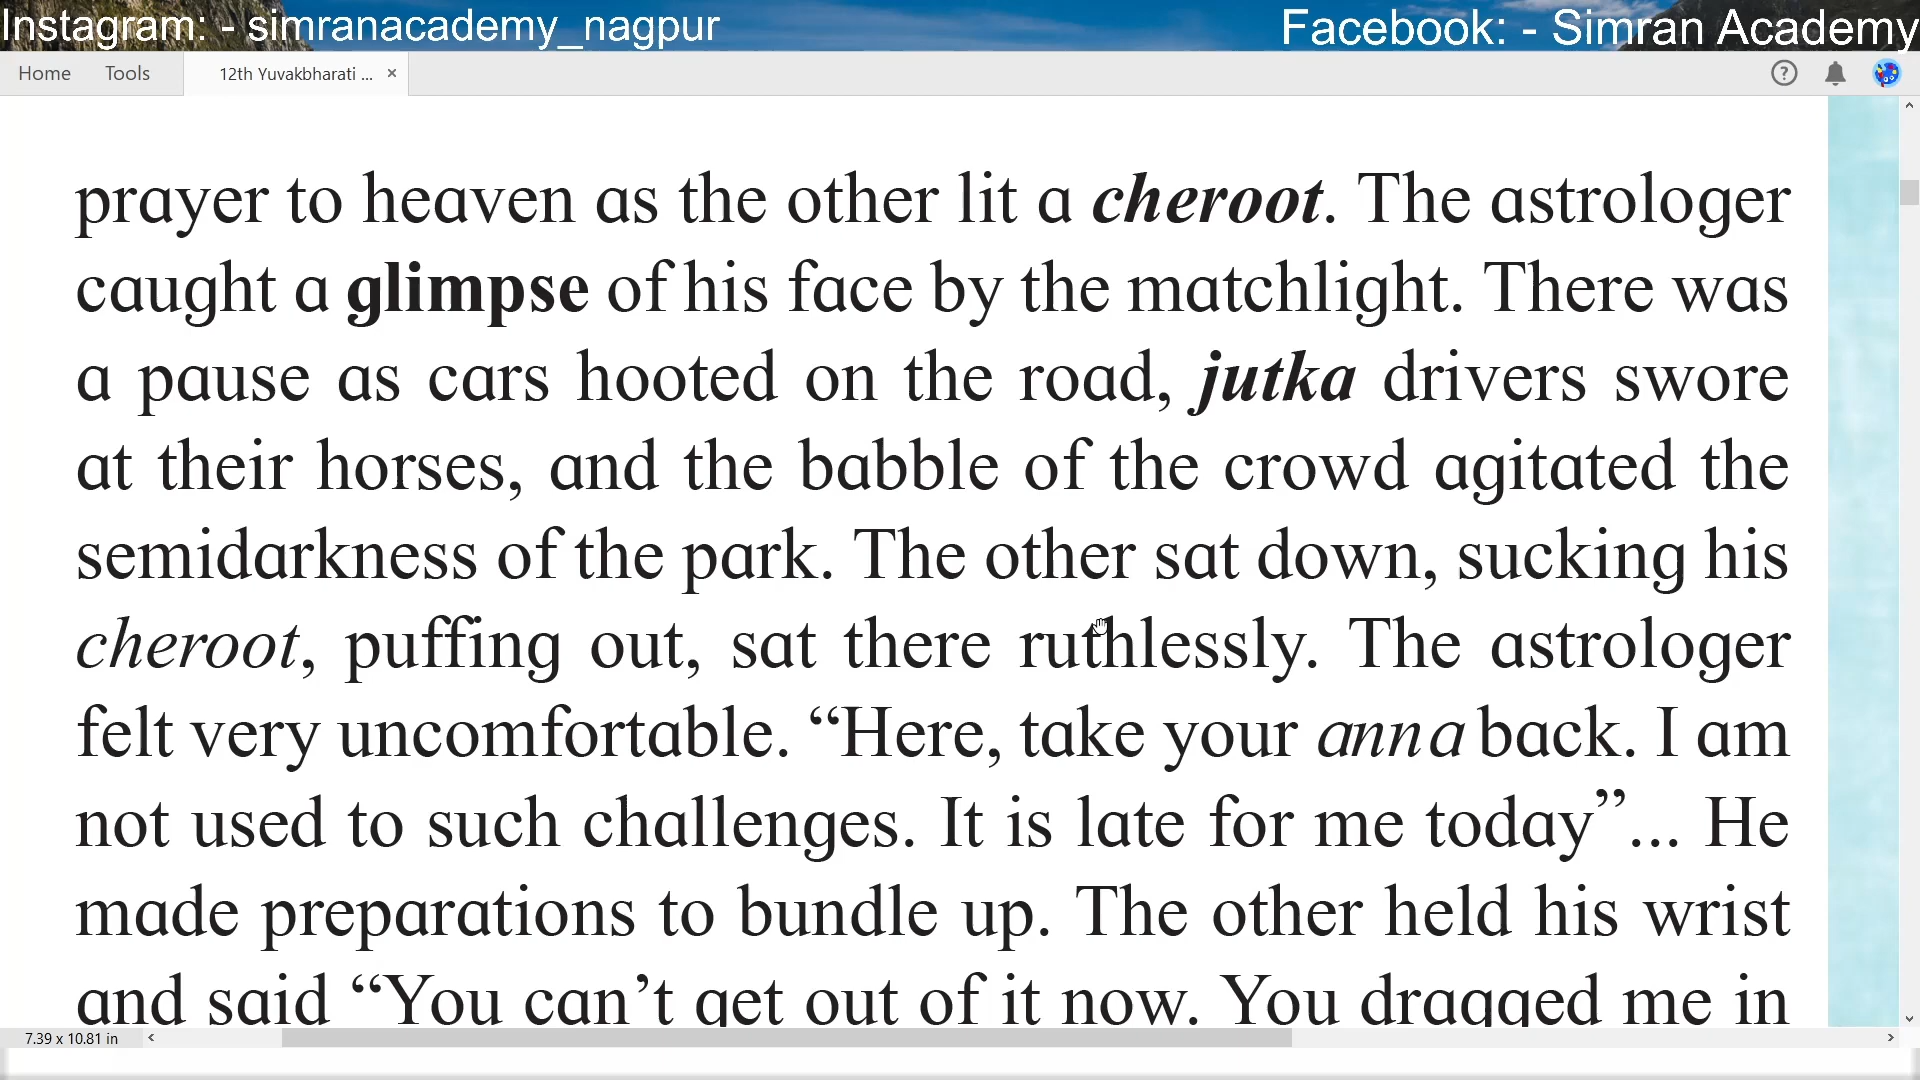 Instagram: - simranacademy_nagpur
Facebook: - Simran Academy
Home Tools 12th Yuvakbharati ... ×
prayer to heaven as the other lit a cheroot. The astrologer
caught a glimpse of his face by the matchlight. There was
a pause as cars hooted on the road, jutka drivers swore
at their horses, and the babble of the crowd agitated the
semidarkness of the park. The other sat down, sucking his
cheroot, puffing out, sat there ruthlessly. The astrologer
felt very uncomfortable. “Here, take your anna back. I am
not used to such challenges. It is late for me today”... He
made preparations to bundle up. The other held his wrist
and said “You can’t get out of it now. You dragged me in
7.39 x 10.81 in